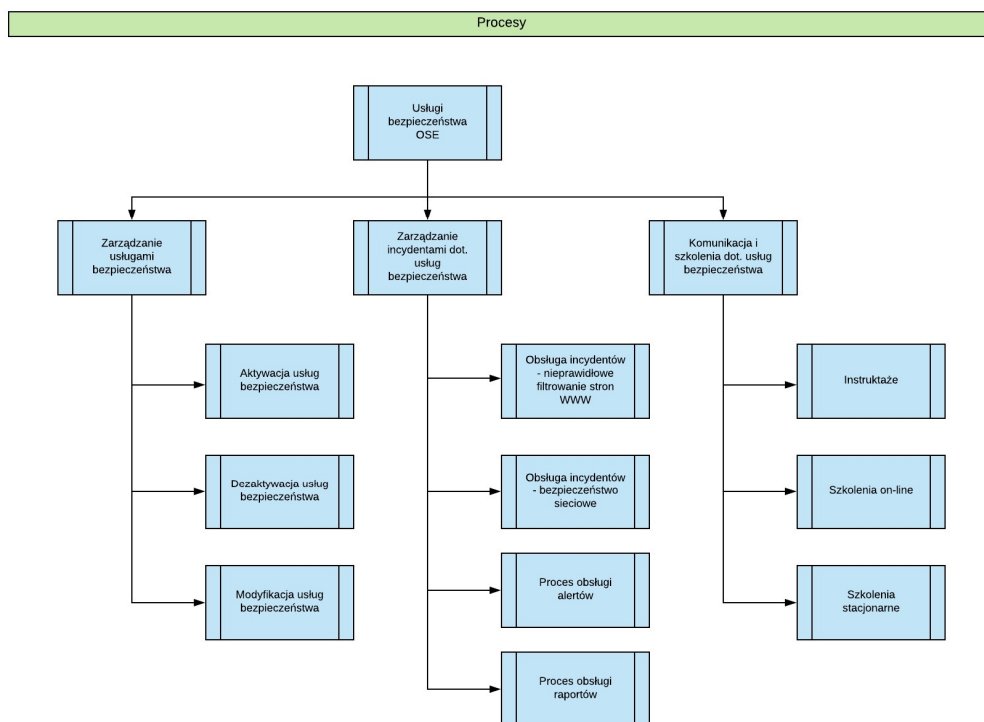 Procesy
Usługi
bezpieczeństwa
OSE
Zarządzanie
usługami
bezpieczeństwa
Zarządzanie
incydentami dot.
usług
bezpieczeństwa
Komunikacja i
szkolenia dot. usług
bezpieczeństwa
Aktywacja usług
bezpieczeństwa
Dezaktywacja usług
bezpieczeństwa
Modyfikacja usług
bezpieczeństwa
Obsługa incydentów
- nieprawidłowe
filtrowanie stron
WWW
Obsługa incydentów
- bezpieczeństwo
sieciowe
Proces obsługi
alertów
Proces obsługi
raportów
Instruktaże
Szkolenia on-line
Szkolenia
stacjonarne